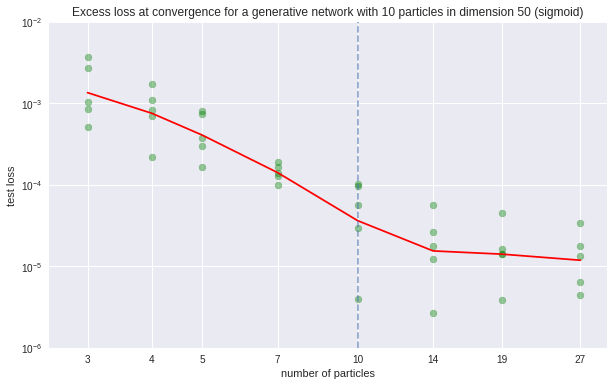 Excess loss at convergence for a generative network with 10 particles in dimension 50 (sigmoid)
10⁻²
10⁻³
10⁻⁴
10⁻⁵
10⁻⁶
test loss
3 4 5 7 10 14 19 27
number of particles